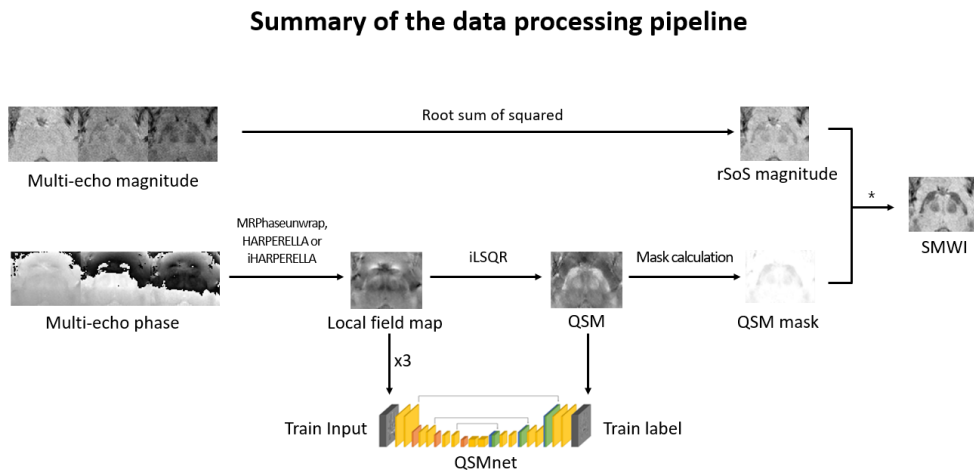 Summary of the data processing pipeline
Root sum of squared
Multi-echo magnitude
rSoS magnitude
*
SMWI
MRPhaseunwrap,
HARPERELLA or
iHARPERELLA
iLSQR
Mask calculation
Multi-echo phase
Local field map
QSM
QSM mask
x3
Train Input
Train label
QSMnet